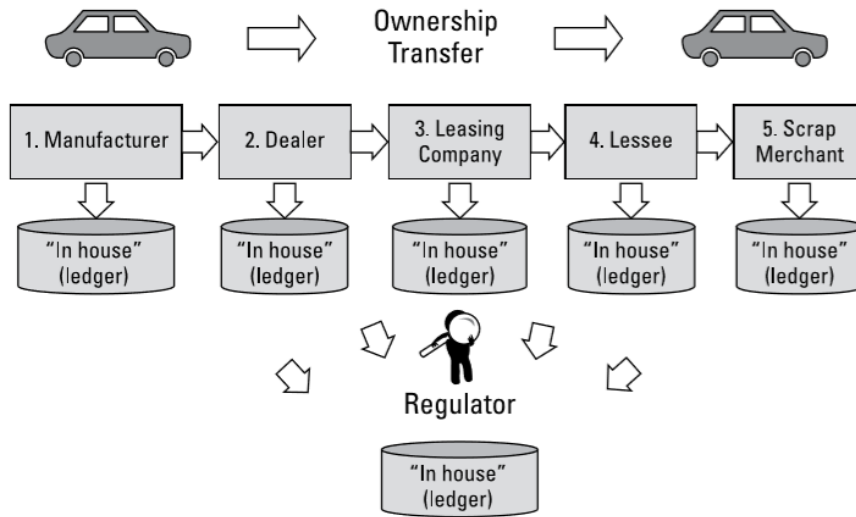 Ownership
Transfer
1. Manufacturer
2. Dealer
3. Leasing
Company
4. Lessee
5. Scrap
Merchant
“In house”
(ledger)
“In house”
(ledger)
“In house”
(ledger)
“In house”
(ledger)
“In house”
(ledger)
Regulator
“In house”
(ledger)